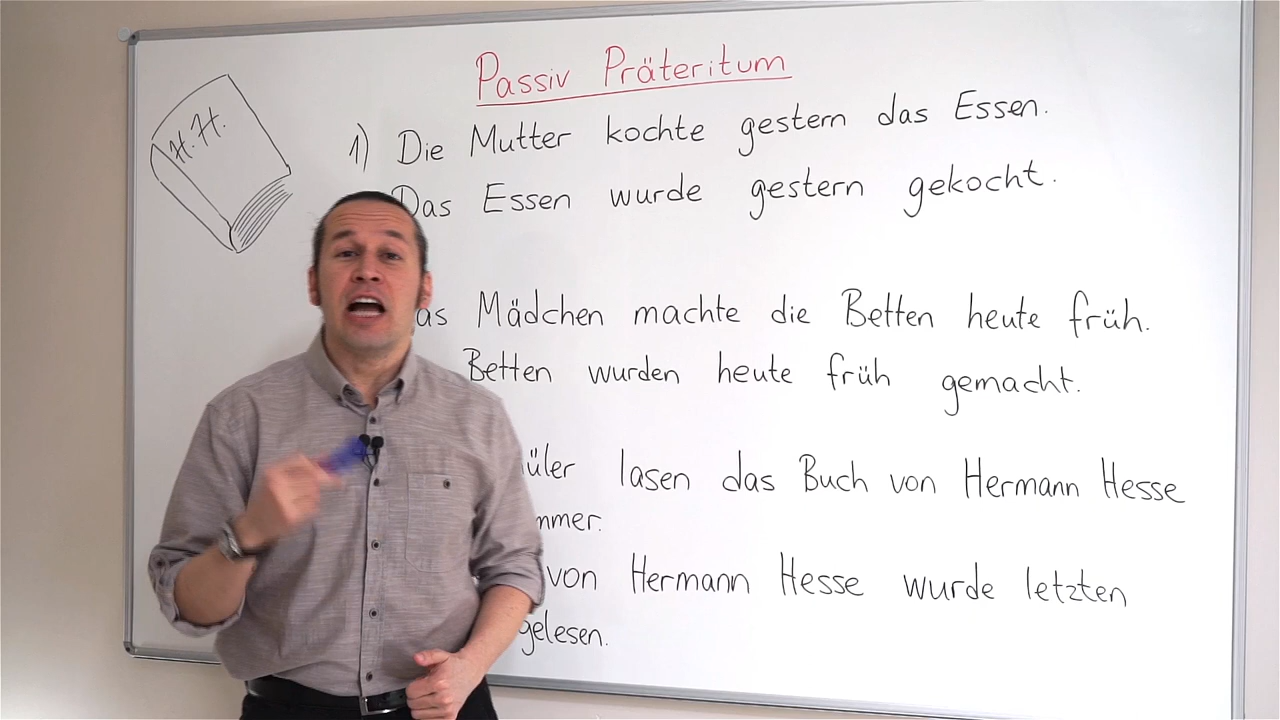 Passiv Präteritum
H. H.
1) Die Mutter kochte gestern das Essen.
Das Essen wurde gestern gekocht.
Mädchen machte die Betten heute früh.
Betten wurden heute früh gemacht.
lasen das Buch von Hermann Hesse
von Hermann Hesse wurde letzten
gelesen.